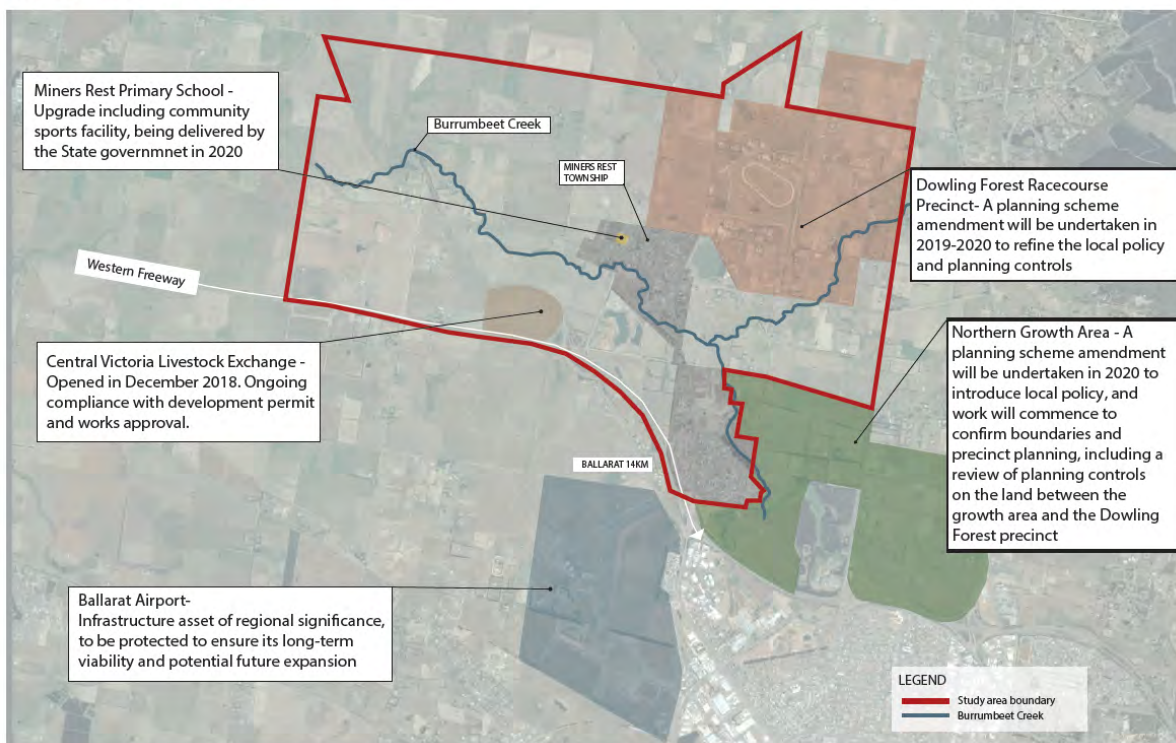 Miners Rest Primary School -
Upgrade including community
sports facility, being delivered by
the State governmnet in 2020
Burrumbeet Creek
MINERS REST
TOWNSHIP
Dowling Forest Racecourse
Precinct- A planning scheme
amendment will be undertaken in
2019-2020 to refine the local policy
and planning controls
Western Freeway
Central Victoria Livestock Exchange -
Opened in December 2018. Ongoing
compliance with development permit
and works approval.
Northern Growth Area - A
planning scheme amendment
will be undertaken in 2020 to
introduce local policy, and
work will commence to
confirm boundaries and
precinct planning, including a
review of planning controls
on the land between the
growth area and the Dowling
Forest precinct
BALLARAT 14KM
Ballarat Airport-
Infrastructure asset of regional significance,
to be protected to ensure its long-term
viability and potential future expansion
LEGEND
Study area boundary
Burrumbeet Creek